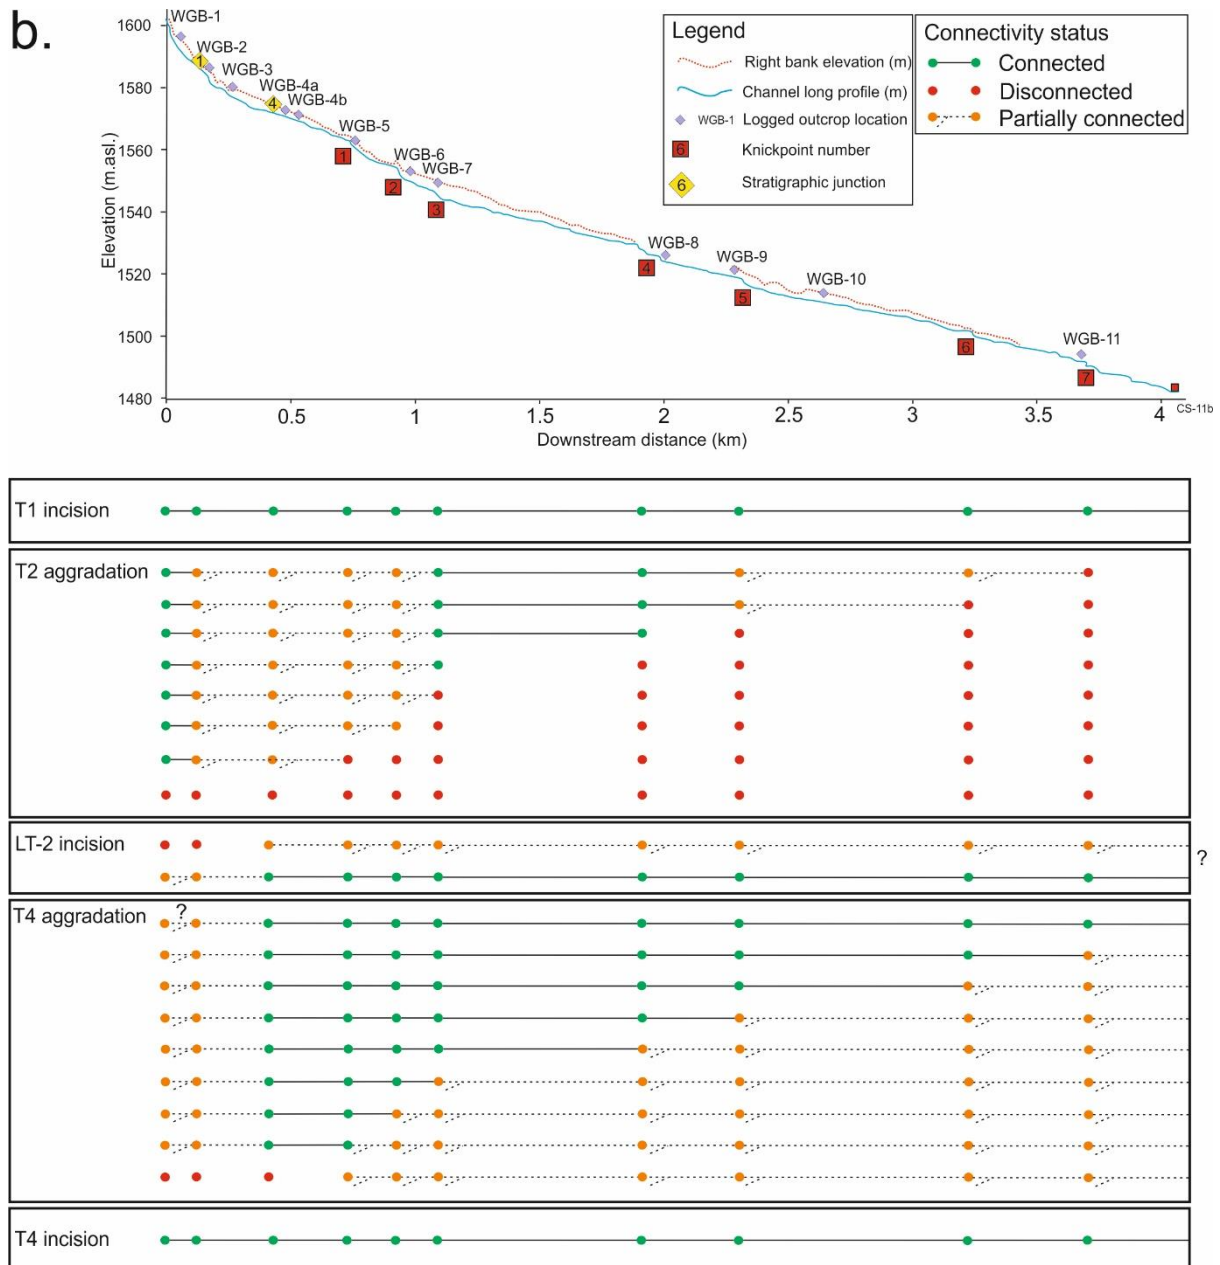 b.
Elevation (m.asl.)
1600
1580
1560
1540
1520
1500
1480
WGB-1
WGB-2
WGB-3
WGB-4a
WGB-4b
WGB-5
WGB-6
WGB-7
WGB-8
WGB-9
WGB-10
WGB-11
1
4
1
2
3
4
5
6
7
0
0.5
1
1.5
2
2.5
3
3.5
4
CS-11b
Downstream distance (km)
Legend
Right bank elevation (m)
Channel long profile (m)
WGB-1 Logged outcrop location
6 Knickpoint number
6 Stratigraphic junction
Connectivity status
Connected
Disconnected
Partially connected
T1 incision
T2 aggradation
LT-2 incision
?
T4 aggradation
?
T4 incision